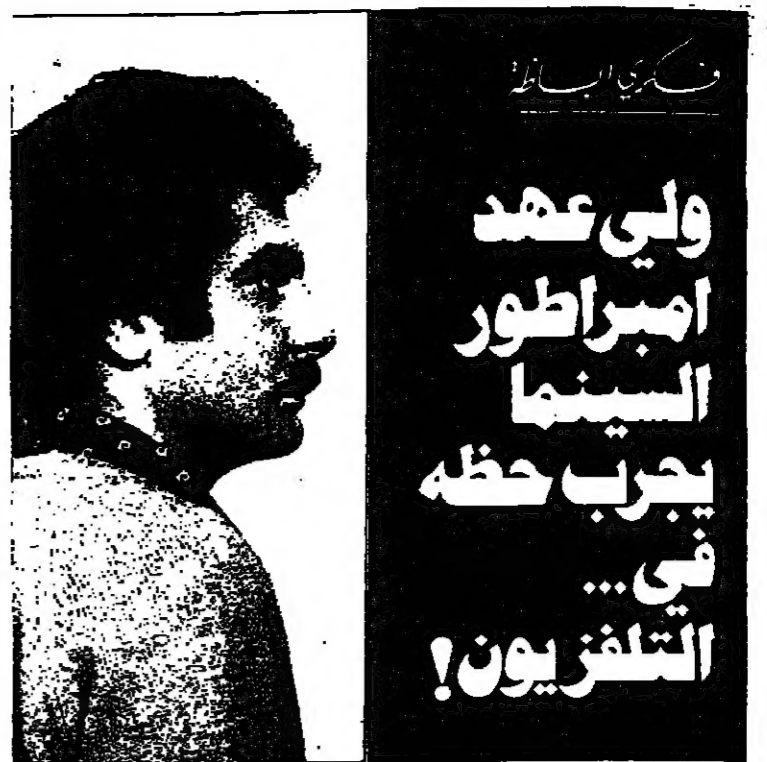 فكري اباظة
ولي عهد
امبراطور
السينما
يجرب حظه
في...
التلفزيون!